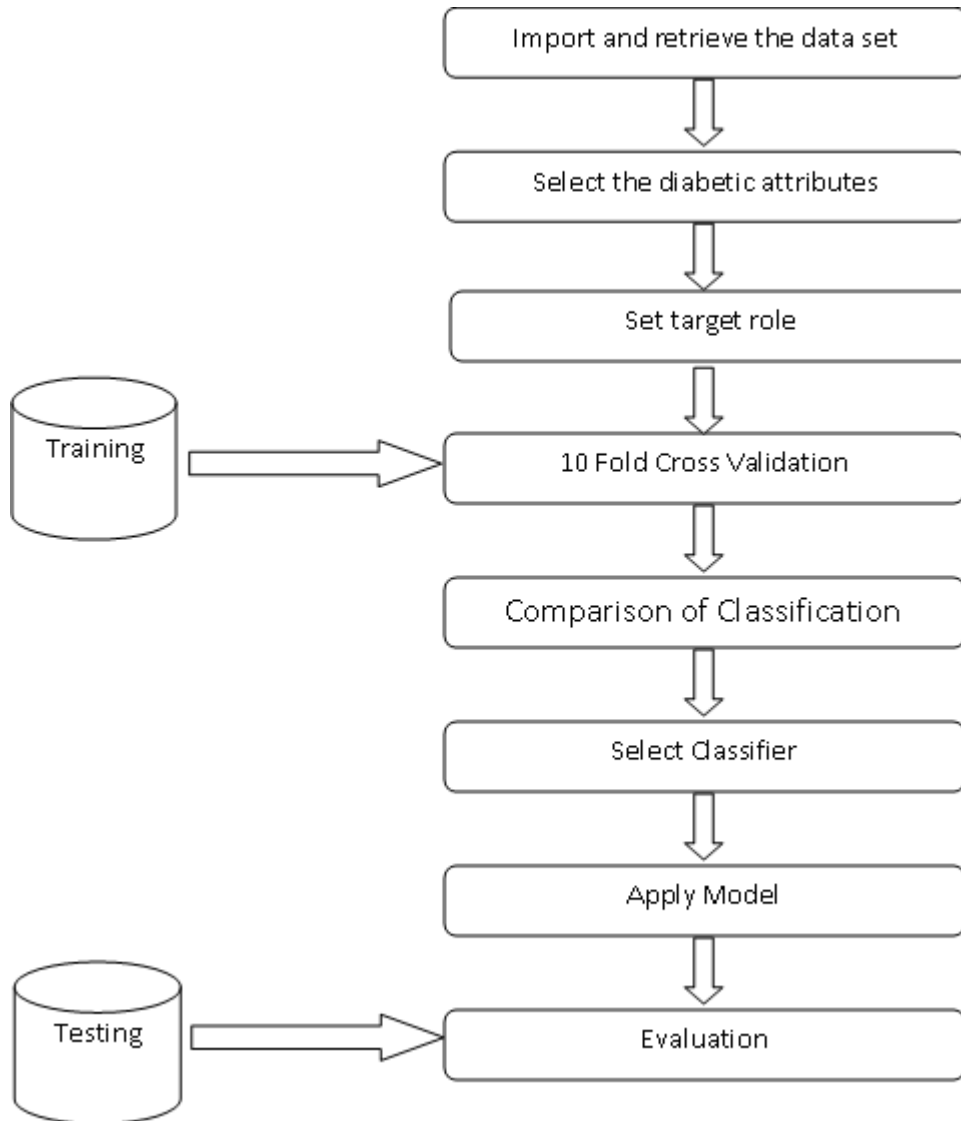 Import and retrieve the data set
Select the diabetic attributes
Set target role
Training
10 Fold Cross Validation
Comparison of Classification
Select Classifier
Apply Model
Testing
Evaluation